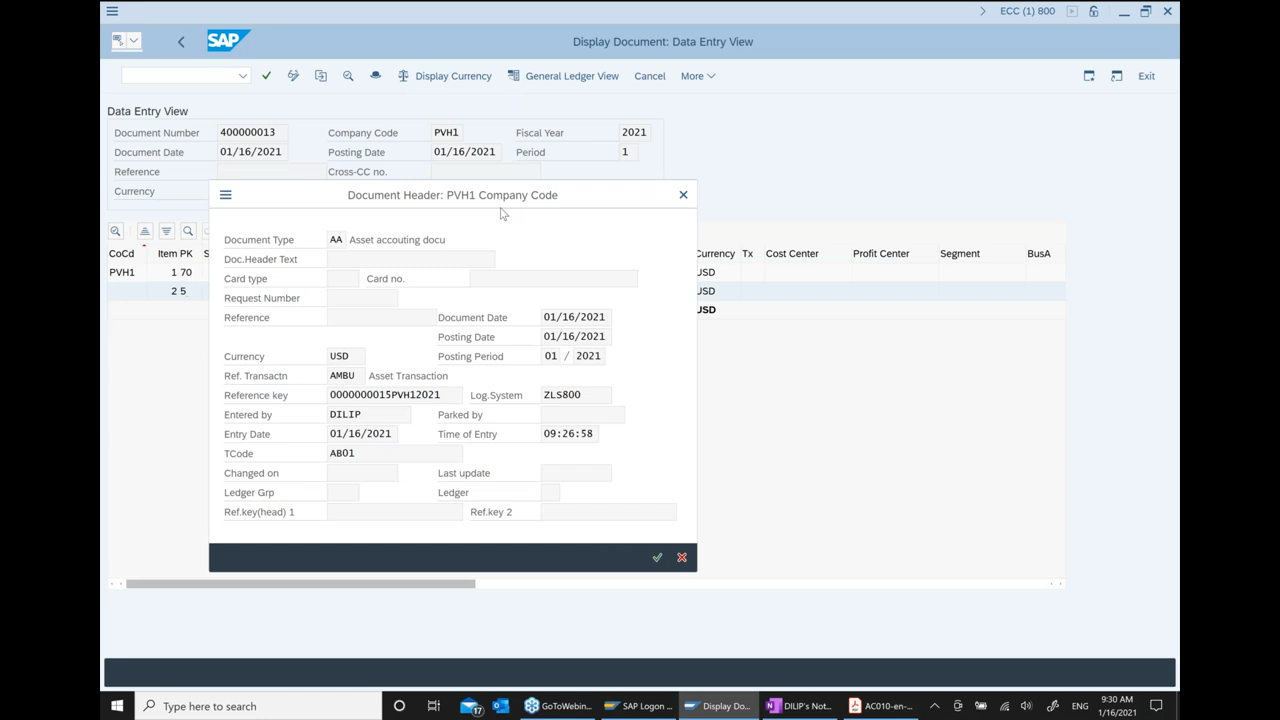 ECC (1) 800
SAP
Display Document: Data Entry View
Display Currency General Ledger View Cancel More Exit
Data Entry View
Document Number 400000013 Company Code PVH1 Fiscal Year 2021
Document Date 01/16/2021 Posting Date 01/16/2021 Period 1
Reference Cross-CC no.
Currency
Document Header: PVH1 Company Code
CoCd Item PK S Currency Tx Cost Center Profit Center Segment BusA
PVH1 1 70 USD
2 5 USD
USD
Document Type AA Asset accouting docu
Doc.Header Text
Card type Card no.
Request Number
Reference Document Date 01/16/2021
Posting Date 01/16/2021
Currency USD Posting Period 01 / 2021
Ref. Transactn AMBU Asset Transaction
Reference key 0000000015PVH12021 Log.System ZLS800
Entered by DILIP Parked by
Entry Date 01/16/2021 Time of Entry 09:26:58
TCode AB01
Changed on Last update
Ledger Grp Ledger
Ref.key(head) 1 Ref.key 2
Type here to search 17 GoToWebin... SAP Logon ... Display Do... DILIP's Not... AC010-en-... ENG 9:30 AM
1/16/2021